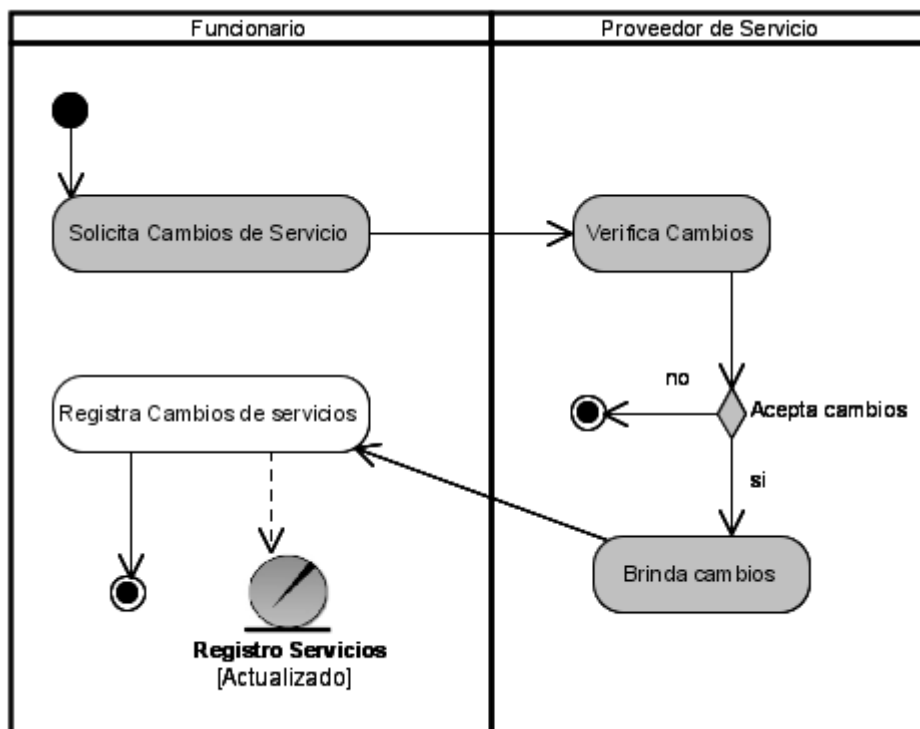 Funcionario
Proveedor de Servicio
Solicita Cambios de Servicio
Verifica Cambios
no
Acepta cambios
Registra Cambios de servicios
si
Brinda cambios
Registro Servicios
[Actualizado]